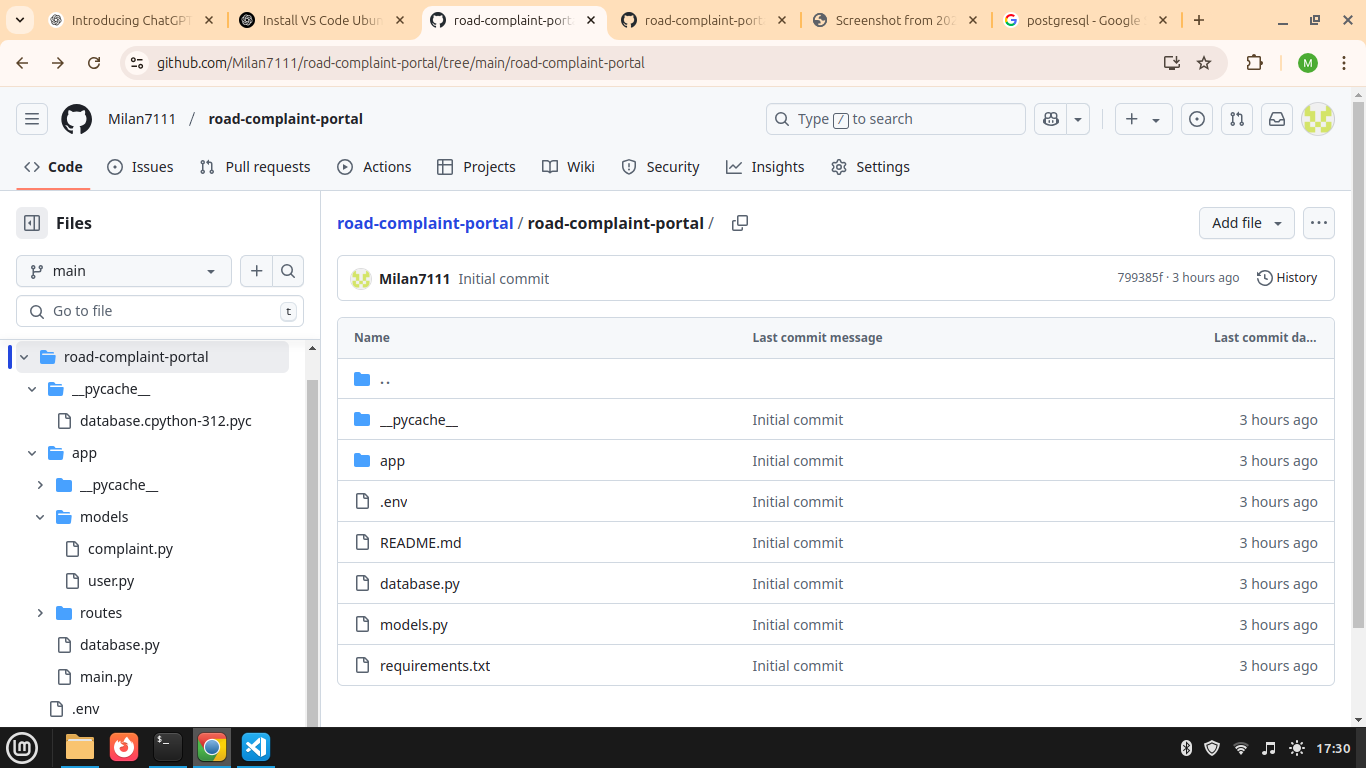 Introducing ChatGPT
Install VS Code Ubun
road-complaint-port
road-complaint-port
Screenshot from 202
postgresql - Google
github.com/Milan7111/road-complaint-portal/tree/main/road-complaint-portal
M
Milan7111 / road-complaint-portal
Type / to search
Code
Issues
Pull requests
Actions
Projects
Wiki
Security
Insights
Settings
Files
main
Go to file
t
road-complaint-portal
__pycache__
database.cpython-312.pyc
app
__pycache__
models
complaint.py
user.py
routes
database.py
main.py
.env
road-complaint-portal / road-complaint-portal /
Add file
Milan7111 Initial commit
799385f · 3 hours ago
History
Name Last commit message Last commit da...
..
__pycache__ Initial commit 3 hours ago
app Initial commit 3 hours ago
.env Initial commit 3 hours ago
README.md Initial commit 3 hours ago
database.py Initial commit 3 hours ago
models.py Initial commit 3 hours ago
requirements.txt Initial commit 3 hours ago
17:30